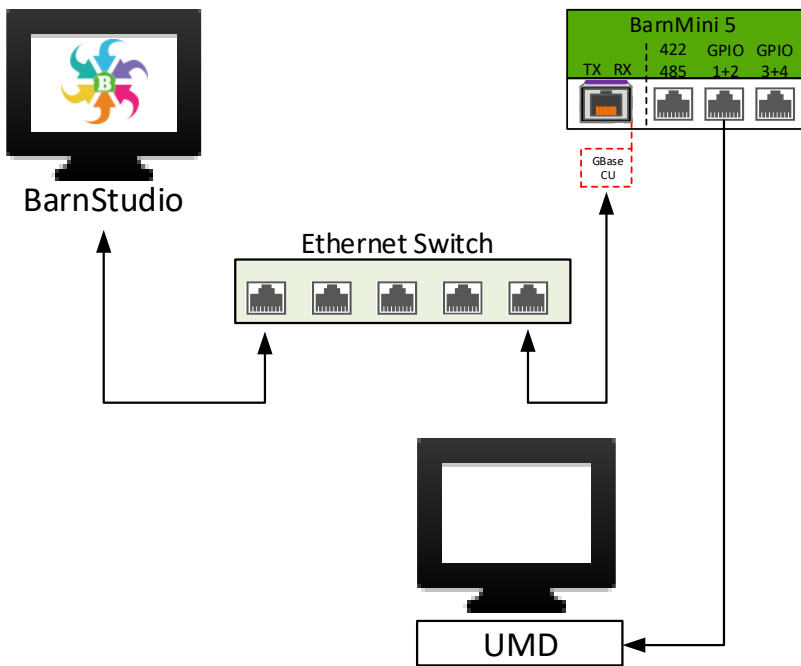 BarnMini 5
422 GPIO GPIO
TX RX 485 1+2 3+4
B
BarnStudio
GBase
CU
Ethernet Switch
UMD